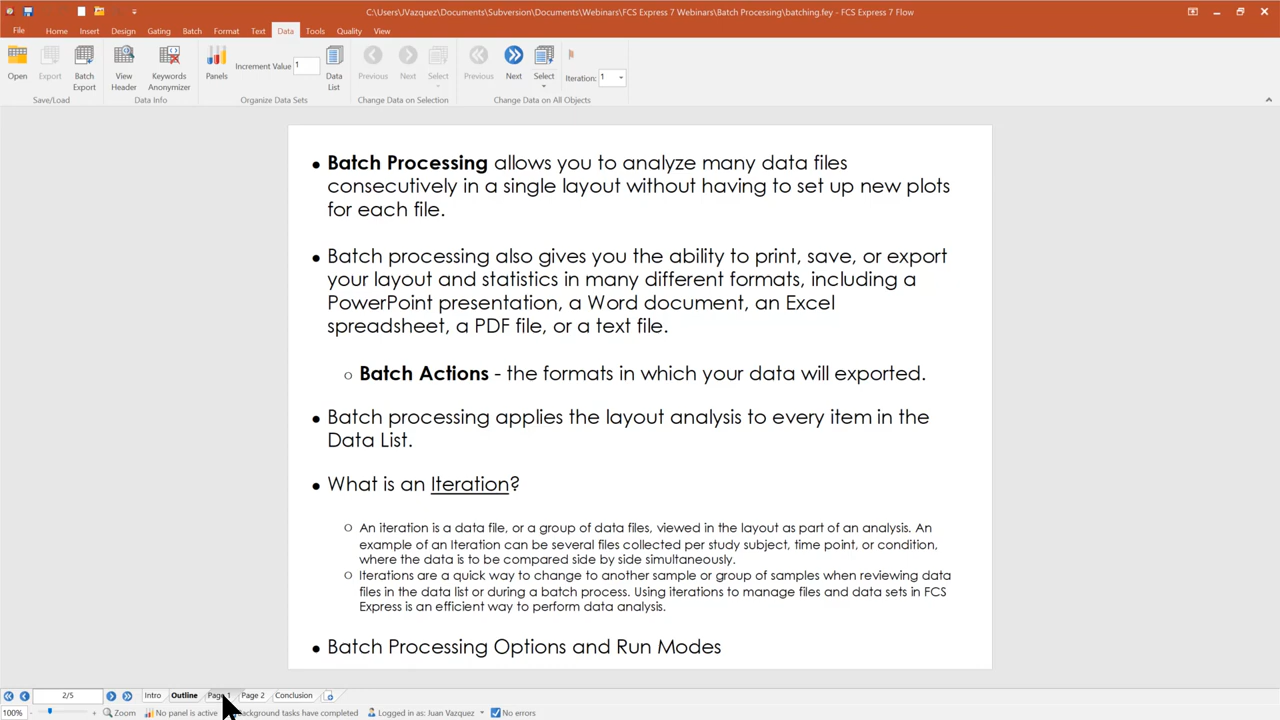 C:\Users\JVazquez\Documents\Subversion\Documents\Webinars\FCS Express 7 Webinars\Batch Processing\batching.fey - FCS Express 7 Flow
File Home Insert Design Gating Batch Format Text Data Tools Quality View
Open Export Batch Export View Header Keywords Anonymizer Panels Increment Value 1 Data List Previous Next Select Previous Next Select Iteration: 1
Save/Load Data Info Organize Data Sets Change Data on Selection Change Data on All Objects
• Batch Processing allows you to analyze many data files
consecutively in a single layout without having to set up new plots
for each file.
• Batch processing also gives you the ability to print, save, or export
your layout and statistics in many different formats, including a
PowerPoint presentation, a Word document, an Excel
spreadsheet, a PDF file, or a text file.
○ Batch Actions - the formats in which your data will exported.
• Batch processing applies the layout analysis to every item in the
Data List.
• What is an Iteration?
○ An iteration is a data file, or a group of data files, viewed in the layout as part of an analysis. An
example of an Iteration can be several files collected per study subject, time point, or condition,
where the data is to be compared side by side simultaneously.
○ Iterations are a quick way to change to another sample or group of samples when reviewing data
files in the data list or during a batch process. Using iterations to manage files and data sets in FCS
Express is an efficient way to perform data analysis.
• Batch Processing Options and Run Modes
2/5 Intro Outline Page 1 Page 2 Conclusion
100% - + Zoom No panel is active background tasks have completed Logged in as: Juan Vazquez No errors